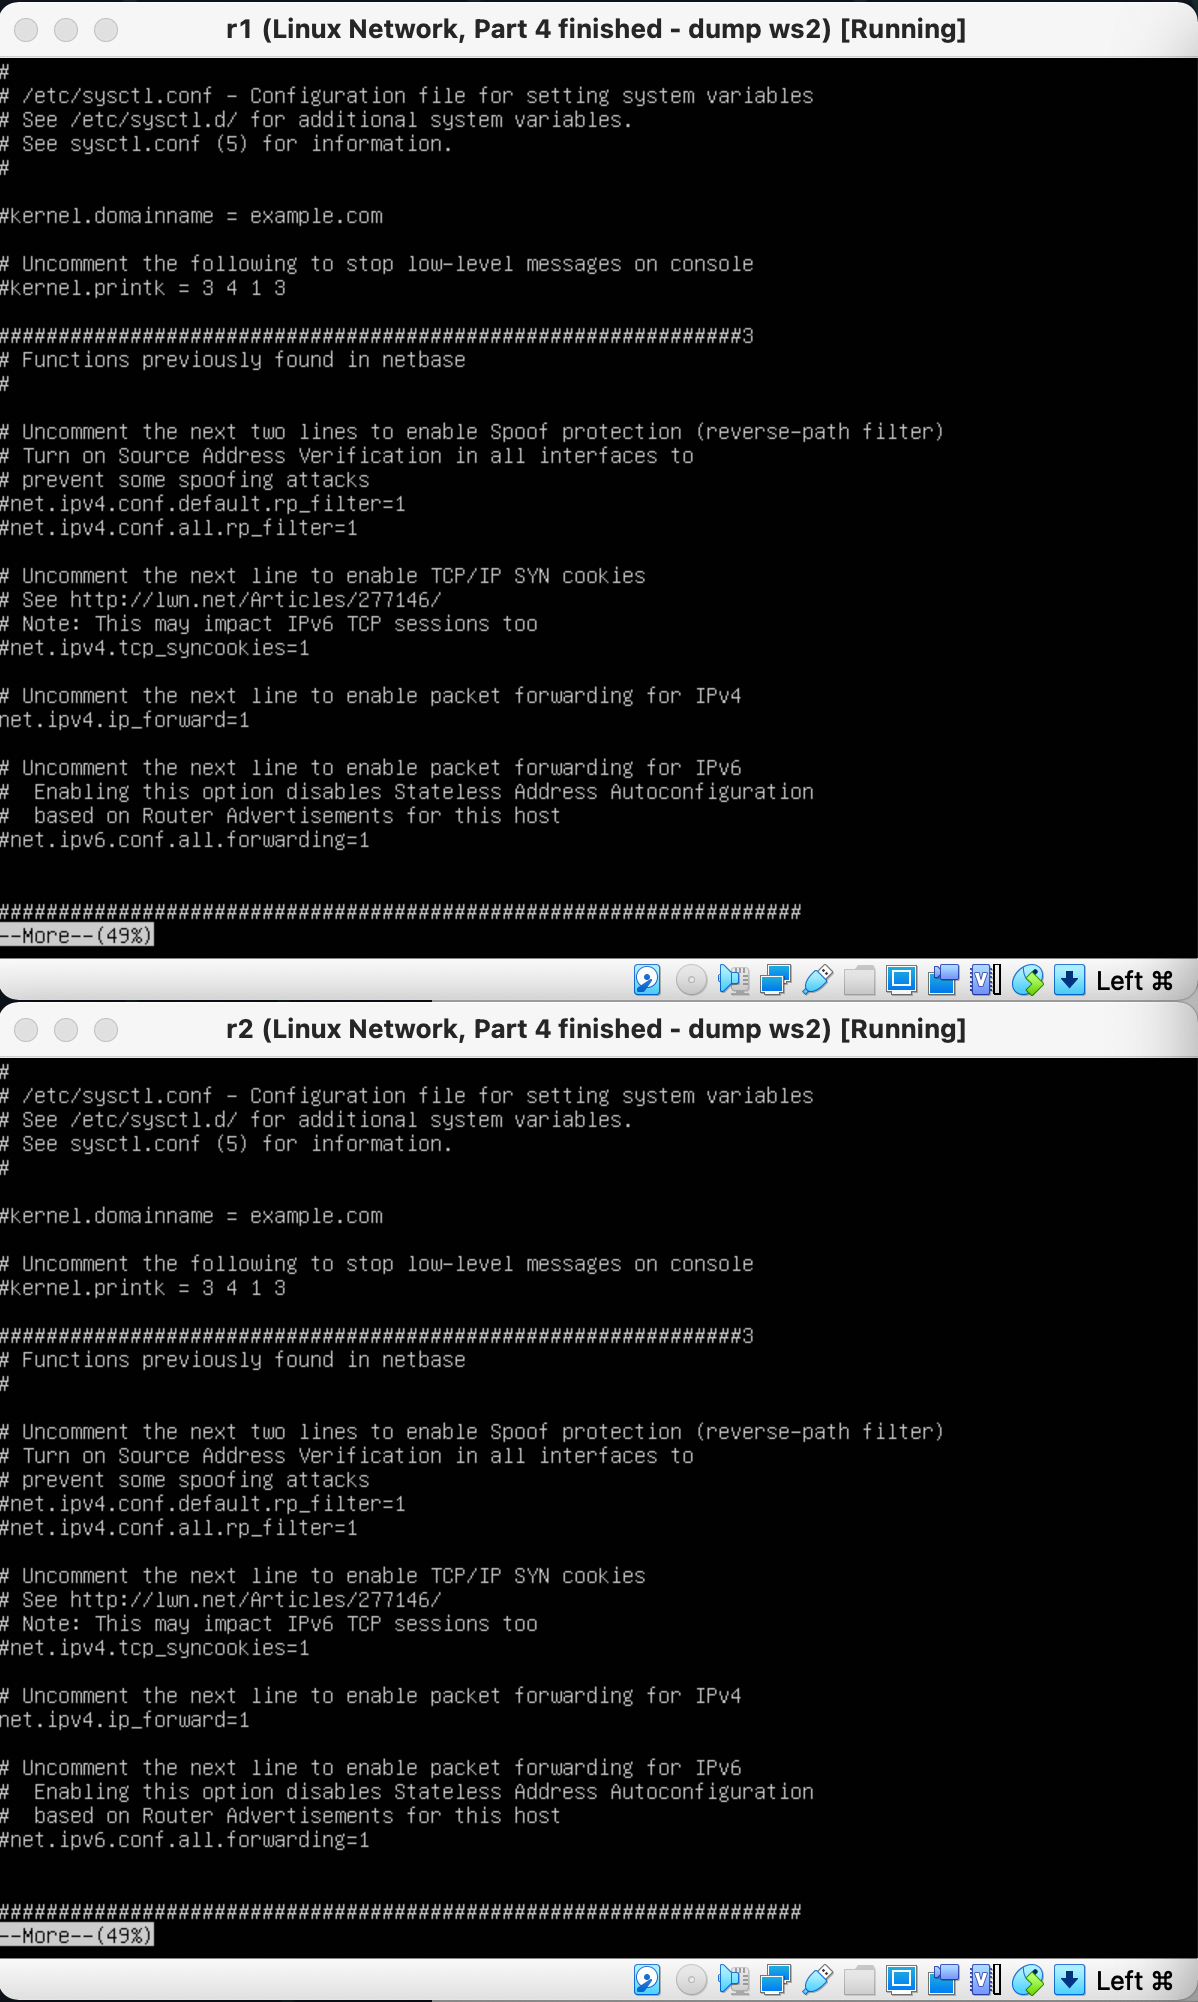 r1 (Linux Network, Part 4 finished - dump ws2) [Running]
#
# /etc/sysctl.conf - Configuration file for setting system variables
# See /etc/sysctl.d/ for additional system variables.
# See sysctl.conf (5) for information.
#
#kernel.domainname = example.com
# Uncomment the following to stop low-level messages on console
#kernel.printk = 3 4 1 3
##############################################################3
# Functions previously found in netbase
#
# Uncomment the next two lines to enable Spoof protection (reverse-path filter)
# Turn on Source Address Verification in all interfaces to
# prevent some spoofing attacks
#net.ipv4.conf.default.rp_filter=1
#net.ipv4.conf.all.rp_filter=1
# Uncomment the next line to enable TCP/IP SYN cookies
# See http://lwn.net/Articles/277146/
# Note: This may impact IPv6 TCP sessions too
#net.ipv4.tcp_syncookies=1
# Uncomment the next line to enable packet forwarding for IPv4
net.ipv4.ip_forward=1
# Uncomment the next line to enable packet forwarding for IPv6
#  Enabling this option disables Stateless Address Autoconfiguration
#  based on Router Advertisements for this host
#net.ipv6.conf.all.forwarding=1
###################################################################
--More--(49%)
Left ⌘
r2 (Linux Network, Part 4 finished - dump ws2) [Running]
#
# /etc/sysctl.conf - Configuration file for setting system variables
# See /etc/sysctl.d/ for additional system variables.
# See sysctl.conf (5) for information.
#
#kernel.domainname = example.com
# Uncomment the following to stop low-level messages on console
#kernel.printk = 3 4 1 3
##############################################################3
# Functions previously found in netbase
#
# Uncomment the next two lines to enable Spoof protection (reverse-path filter)
# Turn on Source Address Verification in all interfaces to
# prevent some spoofing attacks
#net.ipv4.conf.default.rp_filter=1
#net.ipv4.conf.all.rp_filter=1
# Uncomment the next line to enable TCP/IP SYN cookies
# See http://lwn.net/Articles/277146/
# Note: This may impact IPv6 TCP sessions too
#net.ipv4.tcp_syncookies=1
# Uncomment the next line to enable packet forwarding for IPv4
net.ipv4.ip_forward=1
# Uncomment the next line to enable packet forwarding for IPv6
#  Enabling this option disables Stateless Address Autoconfiguration
#  based on Router Advertisements for this host
#net.ipv6.conf.all.forwarding=1
###################################################################
--More--(49%)
Left ⌘